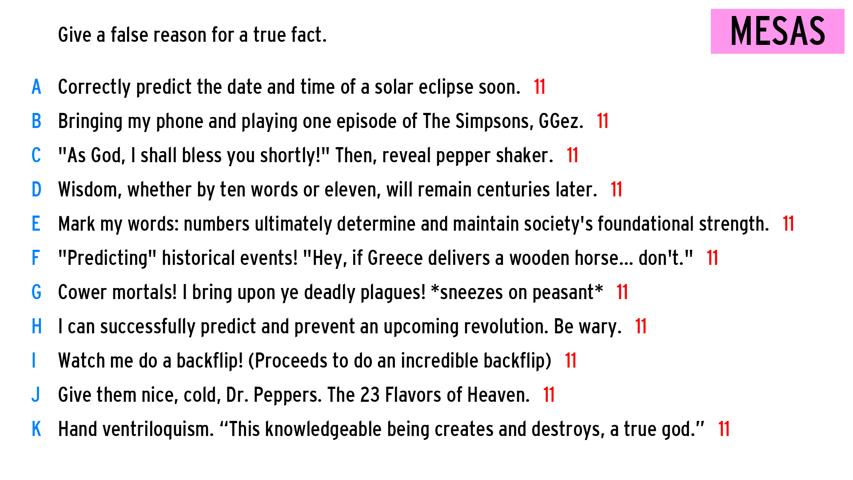 Give a false reason for a true fact.
MESAS
A Correctly predict the date and time of a solar eclipse soon. 11
B Bringing my phone and playing one episode of The Simpsons, GGez. 11
C "As God, I shall bless you shortly!" Then, reveal pepper shaker. 11
D Wisdom, whether by ten words or eleven, will remain centuries later. 11
E Mark my words: numbers ultimately determine and maintain society's foundational strength. 11
F "Predicting" historical events! "Hey, if Greece delivers a wooden horse... don't." 11
G Cower mortals! I bring upon ye deadly plagues! *sneezes on peasant* 11
H I can successfully predict and prevent an upcoming revolution. Be wary. 11
I Watch me do a backflip! (Proceeds to do an incredible backflip) 11
J Give them nice, cold, Dr. Peppers. The 23 Flavors of Heaven. 11
K Hand ventriloquism. “This knowledgeable being creates and destroys, a true god.” 11